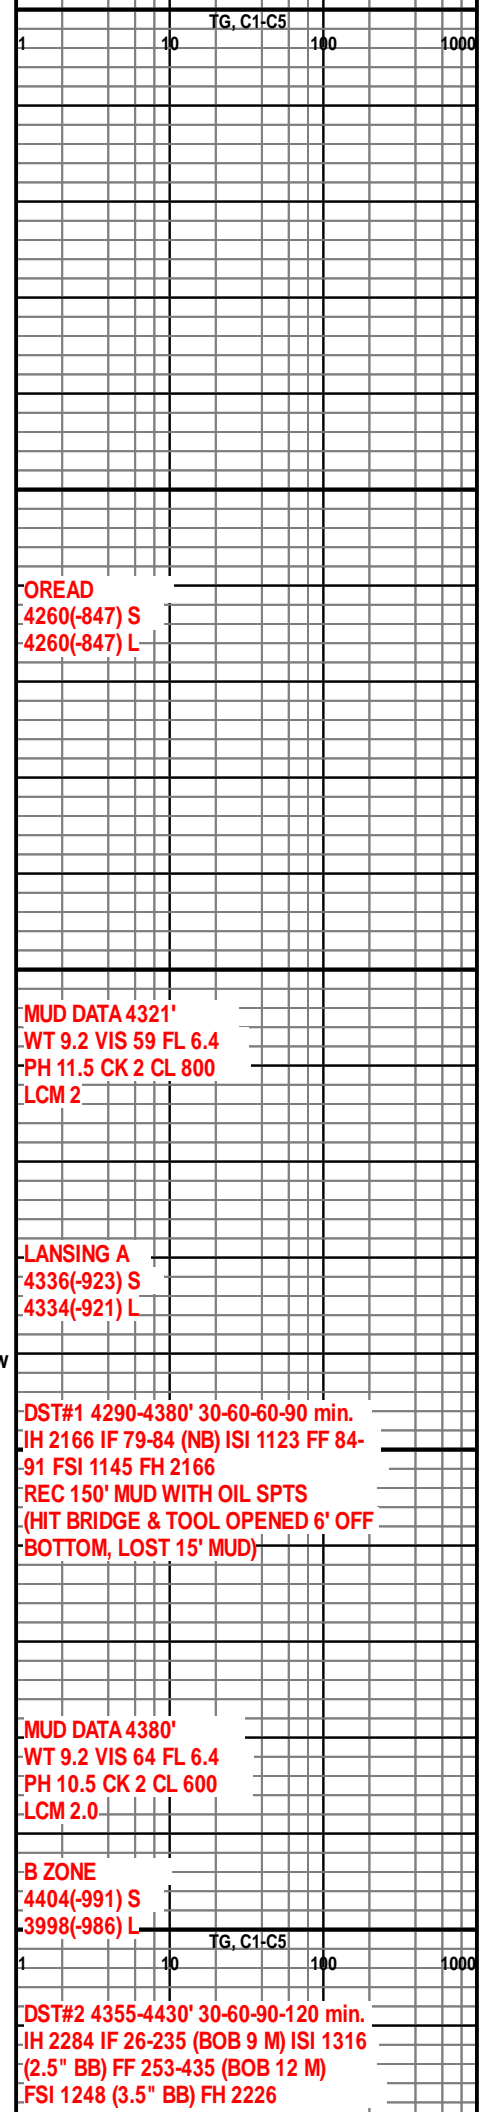 TG, C1-C5
1 10 100 1000
OREAD
4260(-847) S
4260(-847) L
MUD DATA 4321'
WT 9.2 VIS 59 FL 6.4
PH 11.5 CK 2 CL 800
LCM 2
LANSING A
4336(-923) S
4334(-921) L
w
DST#1 4290-4380' 30-60-60-90 min.
IH 2166 IF 79-84 (NB) ISI 1123 FF 84-
91 FSI 1145 FH 2166
REC 150' MUD WITH OIL SPTS
(HIT BRIDGE & TOOL OPENED 6' OFF
BOTTOM, LOST 15' MUD)
MUD DATA 4380'
WT 9.2 VIS 64 FL 6.4
PH 10.5 CK 2 CL 600
LCM 2.0
B ZONE
4404(-991) S
3998(-986) L
TG, C1-C5
1 10 100 1000
DST#2 4355-4430' 30-60-90-120 min.
IH 2284 IF 26-235 (BOB 9 M) ISI 1316
(2.5" BB) FF 253-435 (BOB 12 M)
FSI 1248 (3.5" BB) FH 2226